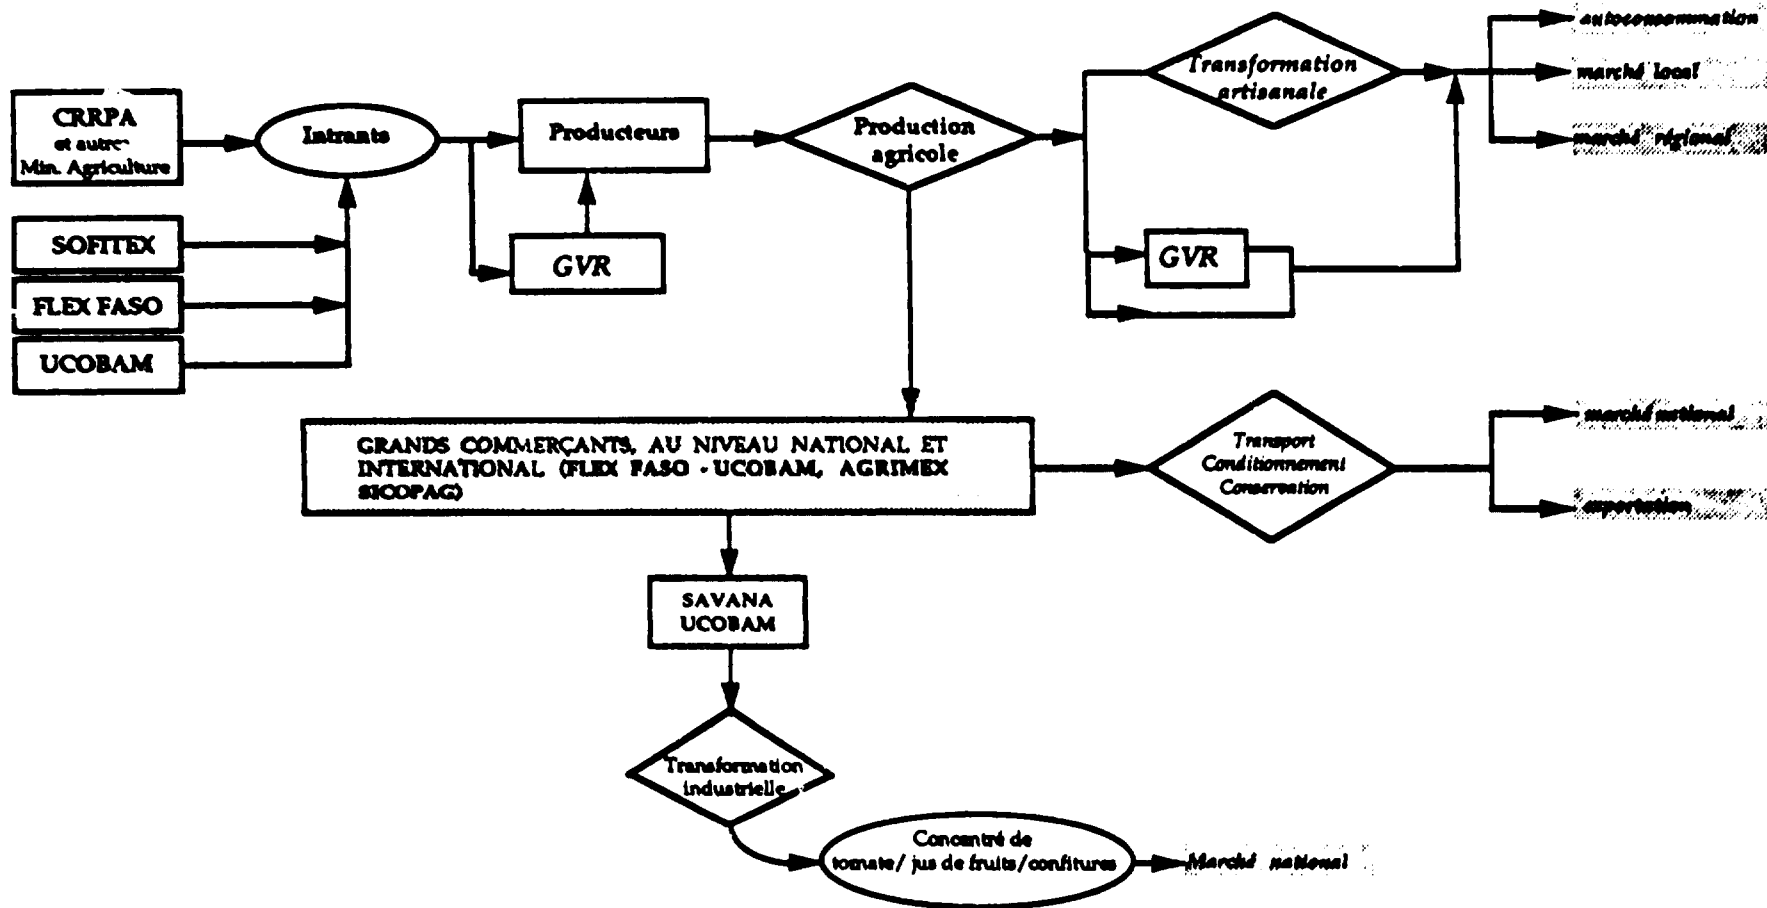 CRRPA
et autres
Min. Agriculture
SOFITEX
FLEX FASO
UCOBAM
Intrants
Producteurs
GVR
Production
agricole
Transformation
artisanale
GVR
autoconsommation
marché local
marché régional
GRANDS COMMERÇANTS, AU NIVEAU NATIONAL ET
INTERNATIONAL (FLEX FASO - UCOBAM, AGRIMEX
SICOPAG)
Transport
Conditionnement
Conservation
marché national
exportation
SAVANA
UCOBAM
Transformation
industrielle
Concentré de
tomate/ jus de fruits/confitures
Marché national